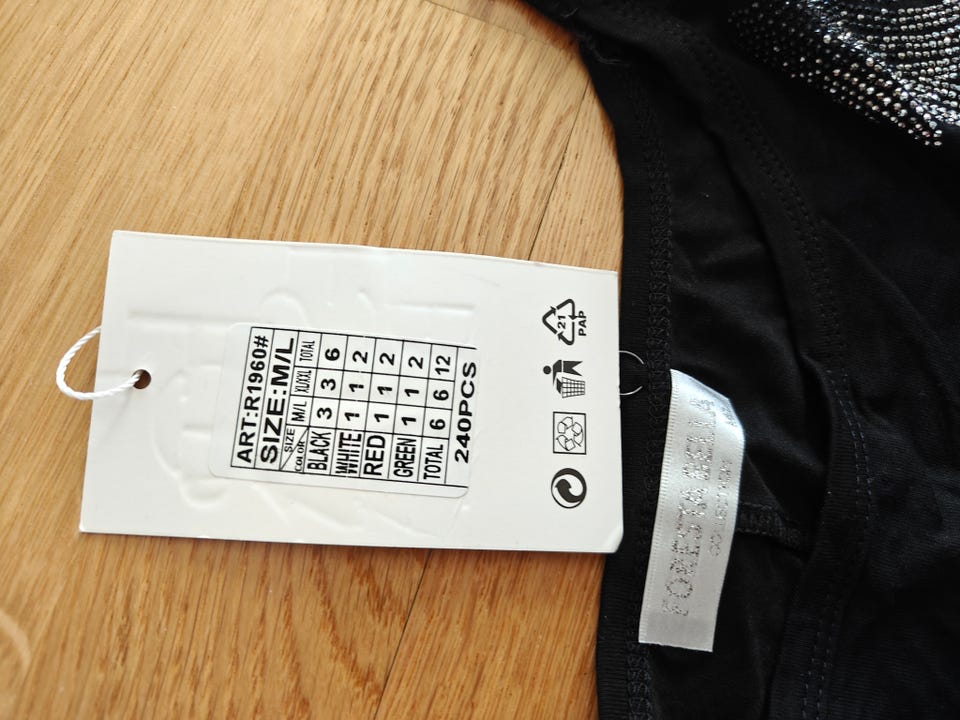 ART:R1960#
SIZE:M/L
SIZE COLOR M/L XL/XXL TOTAL
BLACK 3 3 6
WHITE 1 1 2
RED 1 1 2
GREEN 1 1 2
TOTAL 6 6 12
240PCS
21
PAP
FORESTA BELLA
COLLECTION